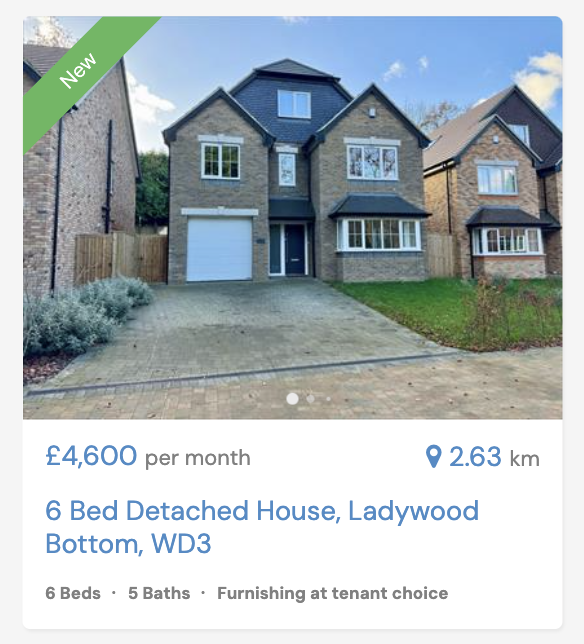 New
£4,600 per month 2.63 km
6 Bed Detached House, Ladywood
Bottom, WD3
6 Beds · 5 Baths · Furnishing at tenant choice